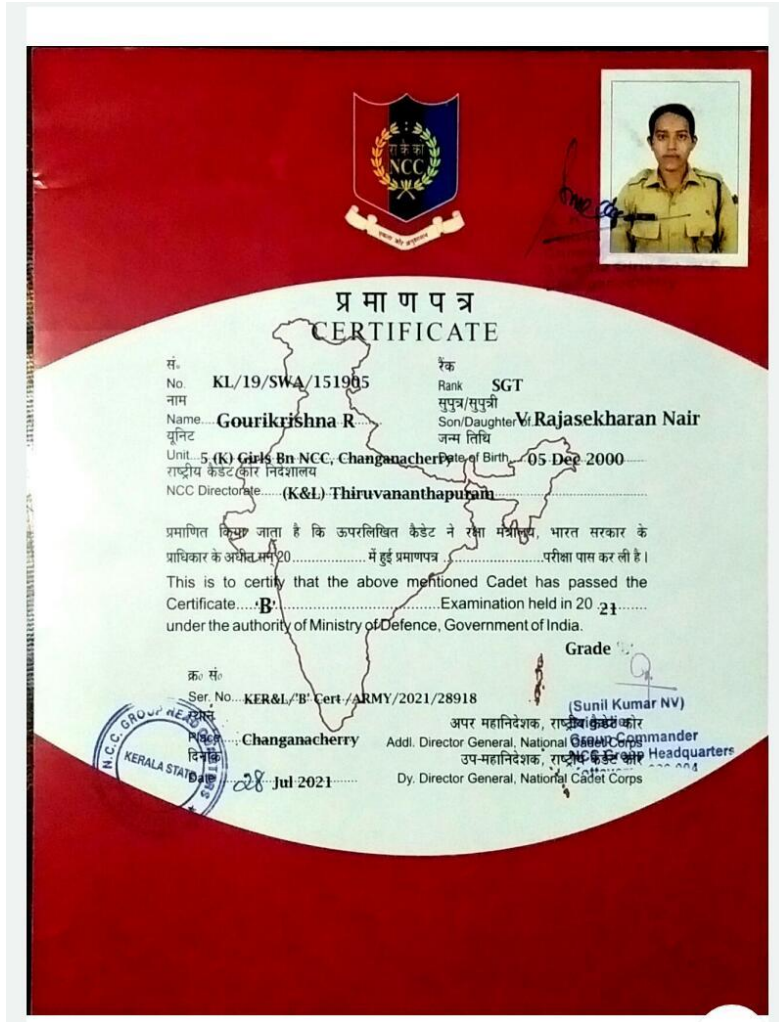 रा कै को
NCC
एकता और अनुशासन
प्रमाणपत्र
CERTIFICATE
सं॰
No. KL/19/SWA/151905
रैंक
Rank SGT
नाम
Name.... Gourikrishna R
सुपुत्र/सुपुत्री
Son/Daughter of V Rajasekharan Nair
यूनिट
Unit 5 (K) Girls Bn NCC, Changanacherry
जन्म तिथि
Date of Birth 05 Dec 2000
राष्ट्रीय कैडेट कोर निदेशालय
NCC Directorate (K&L) Thiruvananthapuram
प्रमाणित किया जाता है कि ऊपरलिखित कैडेट ने रक्षा मंत्रालय, भारत सरकार के
प्राधिकार के अधीन सन् 20.................. में हुई प्रमाणपत्र .........................परीक्षा पास कर ली है।
This is to certify that the above mentioned Cadet has passed the
Certificate....'B'.........................Examination held in 20 21
under the authority of Ministry of Defence, Government of India.
Grade
क्र॰ सं॰
Ser. No. KER&L/'B' Cert /ARMY/2021/28918
(Sunil Kumar NV)
स्थान
Place Changanacherry
अपर महानिदेशक, राष्ट्रीय कैडेट कोर
Addl. Director General, National Cadet Corps
Group Commander
NCC Group Headquarters
दिनांक
Date 28 Jul 2021
उप-महानिदेशक, राष्ट्रीय कैडेट कोर
Dy. Director General, National Cadet Corps
N.C.C. GROUP HEAD QUARTERS
KERALA STATE